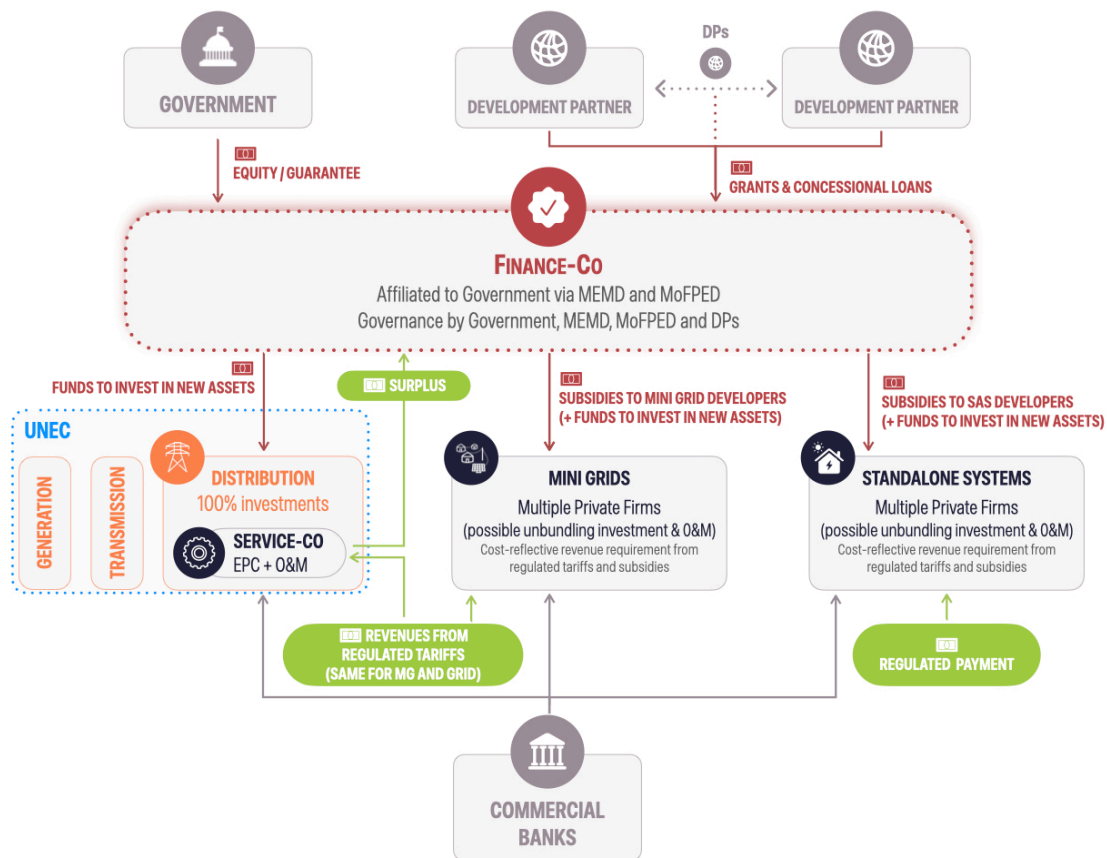 DPs
GOVERNMENT
DEVELOPMENT PARTNER
DEVELOPMENT PARTNER
EQUITY / GUARANTEE
GRANTS & CONCESSIONAL LOANS
FINANCE-CO
Affiliated to Government via MEMD and MoFPED
Governance by Government, MEMD, MoFPED and DPs
FUNDS TO INVEST IN NEW ASSETS
SURPLUS
SUBSIDIES TO MINI GRID DEVELOPERS
(+ FUNDS TO INVEST IN NEW ASSETS)
SUBSIDIES TO SAS DEVELOPERS
(+ FUNDS TO INVEST IN NEW ASSETS)
UNEC
GENERATION
TRANSMISSION
DISTRIBUTION
100% investments
SERVICE-CO
EPC + O&M
MINI GRIDS
Multiple Private Firms
(possible unbundling investment & O&M)
Cost-reflective revenue requirement from
regulated tariffs and subsidies
STANDALONE SYSTEMS
Multiple Private Firms
(possible unbundling investment & O&M)
Cost-reflective revenue requirement from
regulated tariffs and subsidies
REVENUES FROM
REGULATED TARIFFS
(SAME FOR MG AND GRID)
REGULATED PAYMENT
COMMERCIAL
BANKS